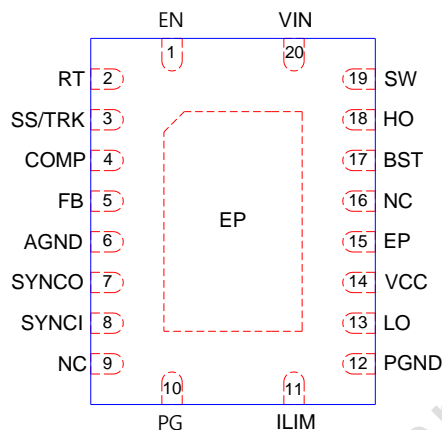 EN VIN
1 20
RT 2 19 SW
SS/TRK 3 18 HO
COMP 4 17 BST
FB 5 16 NC
EP
AGND 6 15 EP
SYNCO 7 14 VCC
SYNCI 8 13 LO
NC 9 12 PGND
10 11
PG ILIM